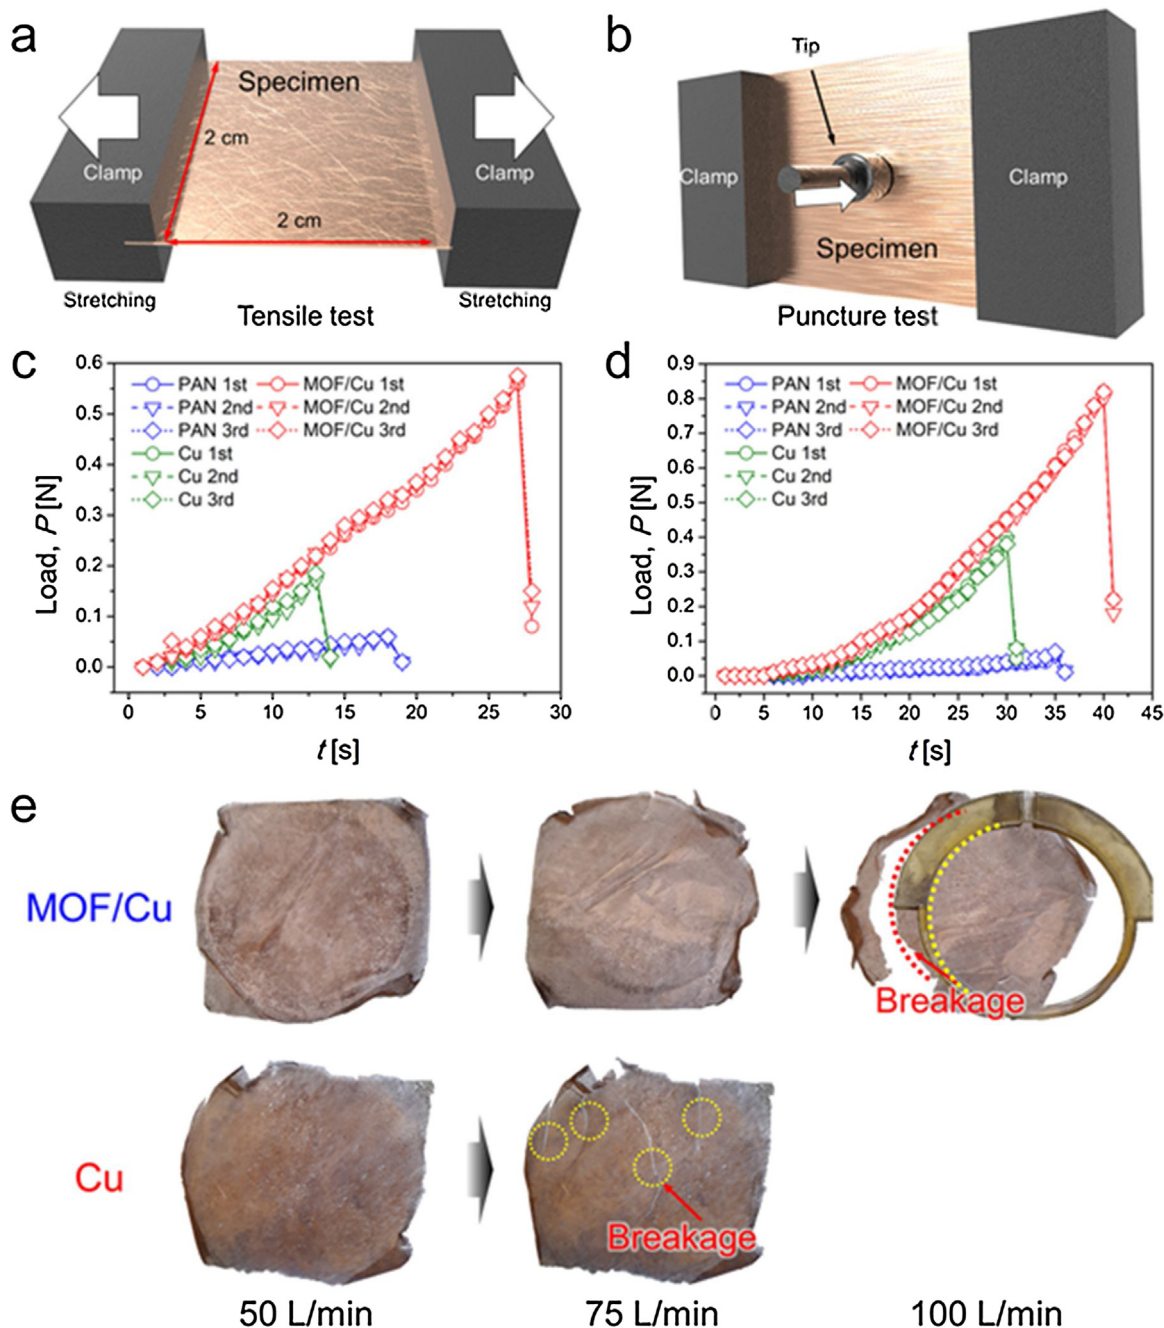 a
Specimen
2 cm
Clamp
Clamp
2 cm
Stretching
Stretching
Tensile test
b
Tip
Clamp
Clamp
Specimen
Puncture test
c
0.6
0.5
0.4
0.3
0.2
0.1
0.0
Load, P [N]
PAN 1st
PAN 2nd
PAN 3rd
Cu 1st
Cu 2nd
Cu 3rd
MOF/Cu 1st
MOF/Cu 2nd
MOF/Cu 3rd
0 5 10 15 20 25 30
t [s]
d
0.9
0.8
0.7
0.6
0.5
0.4
0.3
0.2
0.1
0.0
Load, P [N]
PAN 1st
PAN 2nd
PAN 3rd
Cu 1st
Cu 2nd
Cu 3rd
MOF/Cu 1st
MOF/Cu 2nd
MOF/Cu 3rd
0 5 10 15 20 25 30 35 40 45
t [s]
e
MOF/Cu
Breakage
Cu
Breakage
50 L/min
75 L/min
100 L/min